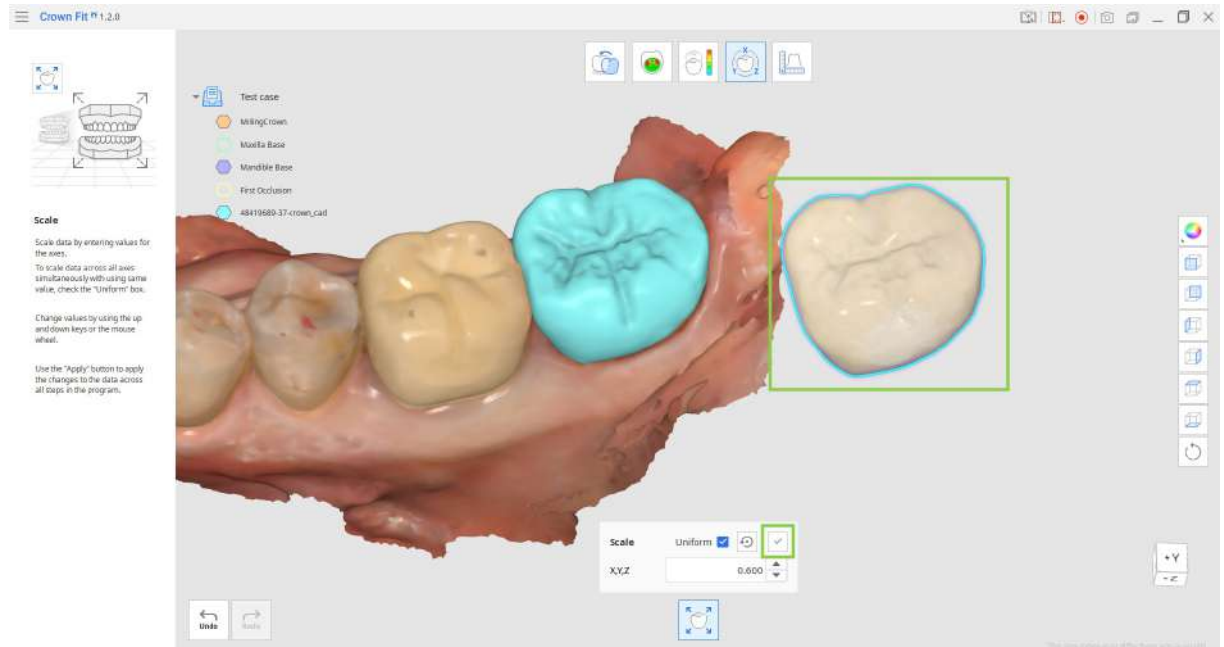 Crown Fit 1.2.0
Test case
MillingCrown
Maxilla Base
Mandible Base
First Occlusion
48419689-37-crown_cad
Scale
Scale data by entering values for
the axes.
To scale data across all axes
simultaneously with using same
value, check the "Uniform" box.
Change values by using the up
and down keys or the mouse
wheel.
Use the "Apply" button to apply
the changes to the data across
all steps in the program.
X
Y
Z
Scale
Uniform
X,Y,Z
0.600
Undo
Redo
+Y
-Z